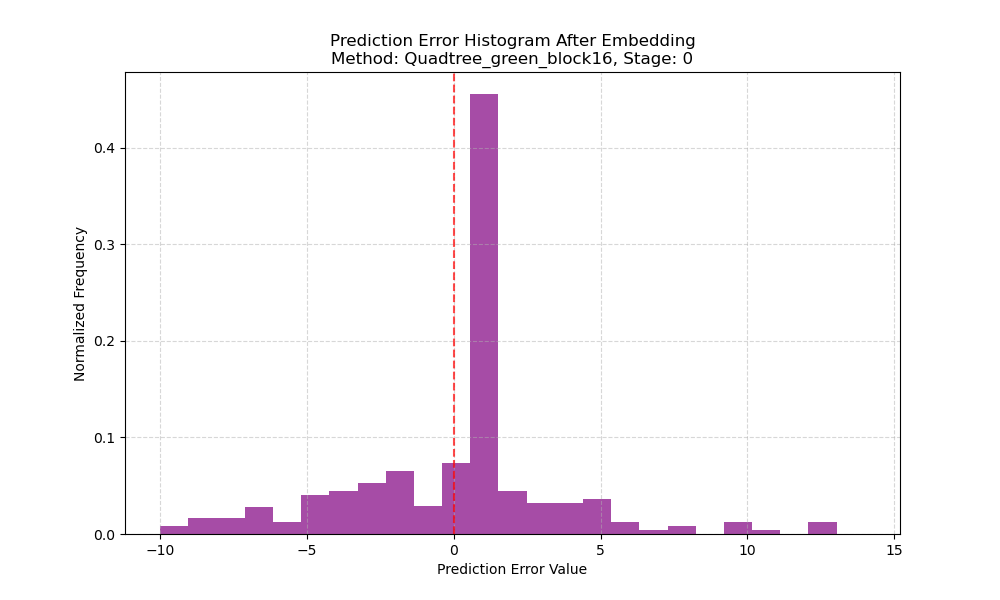 Prediction Error Histogram After Embedding
Method: Quadtree_green_block16, Stage: 0
Normalized Frequency
0.4
0.3
0.2
0.1
0.0
−10
−5
0
5
10
15
Prediction Error Value